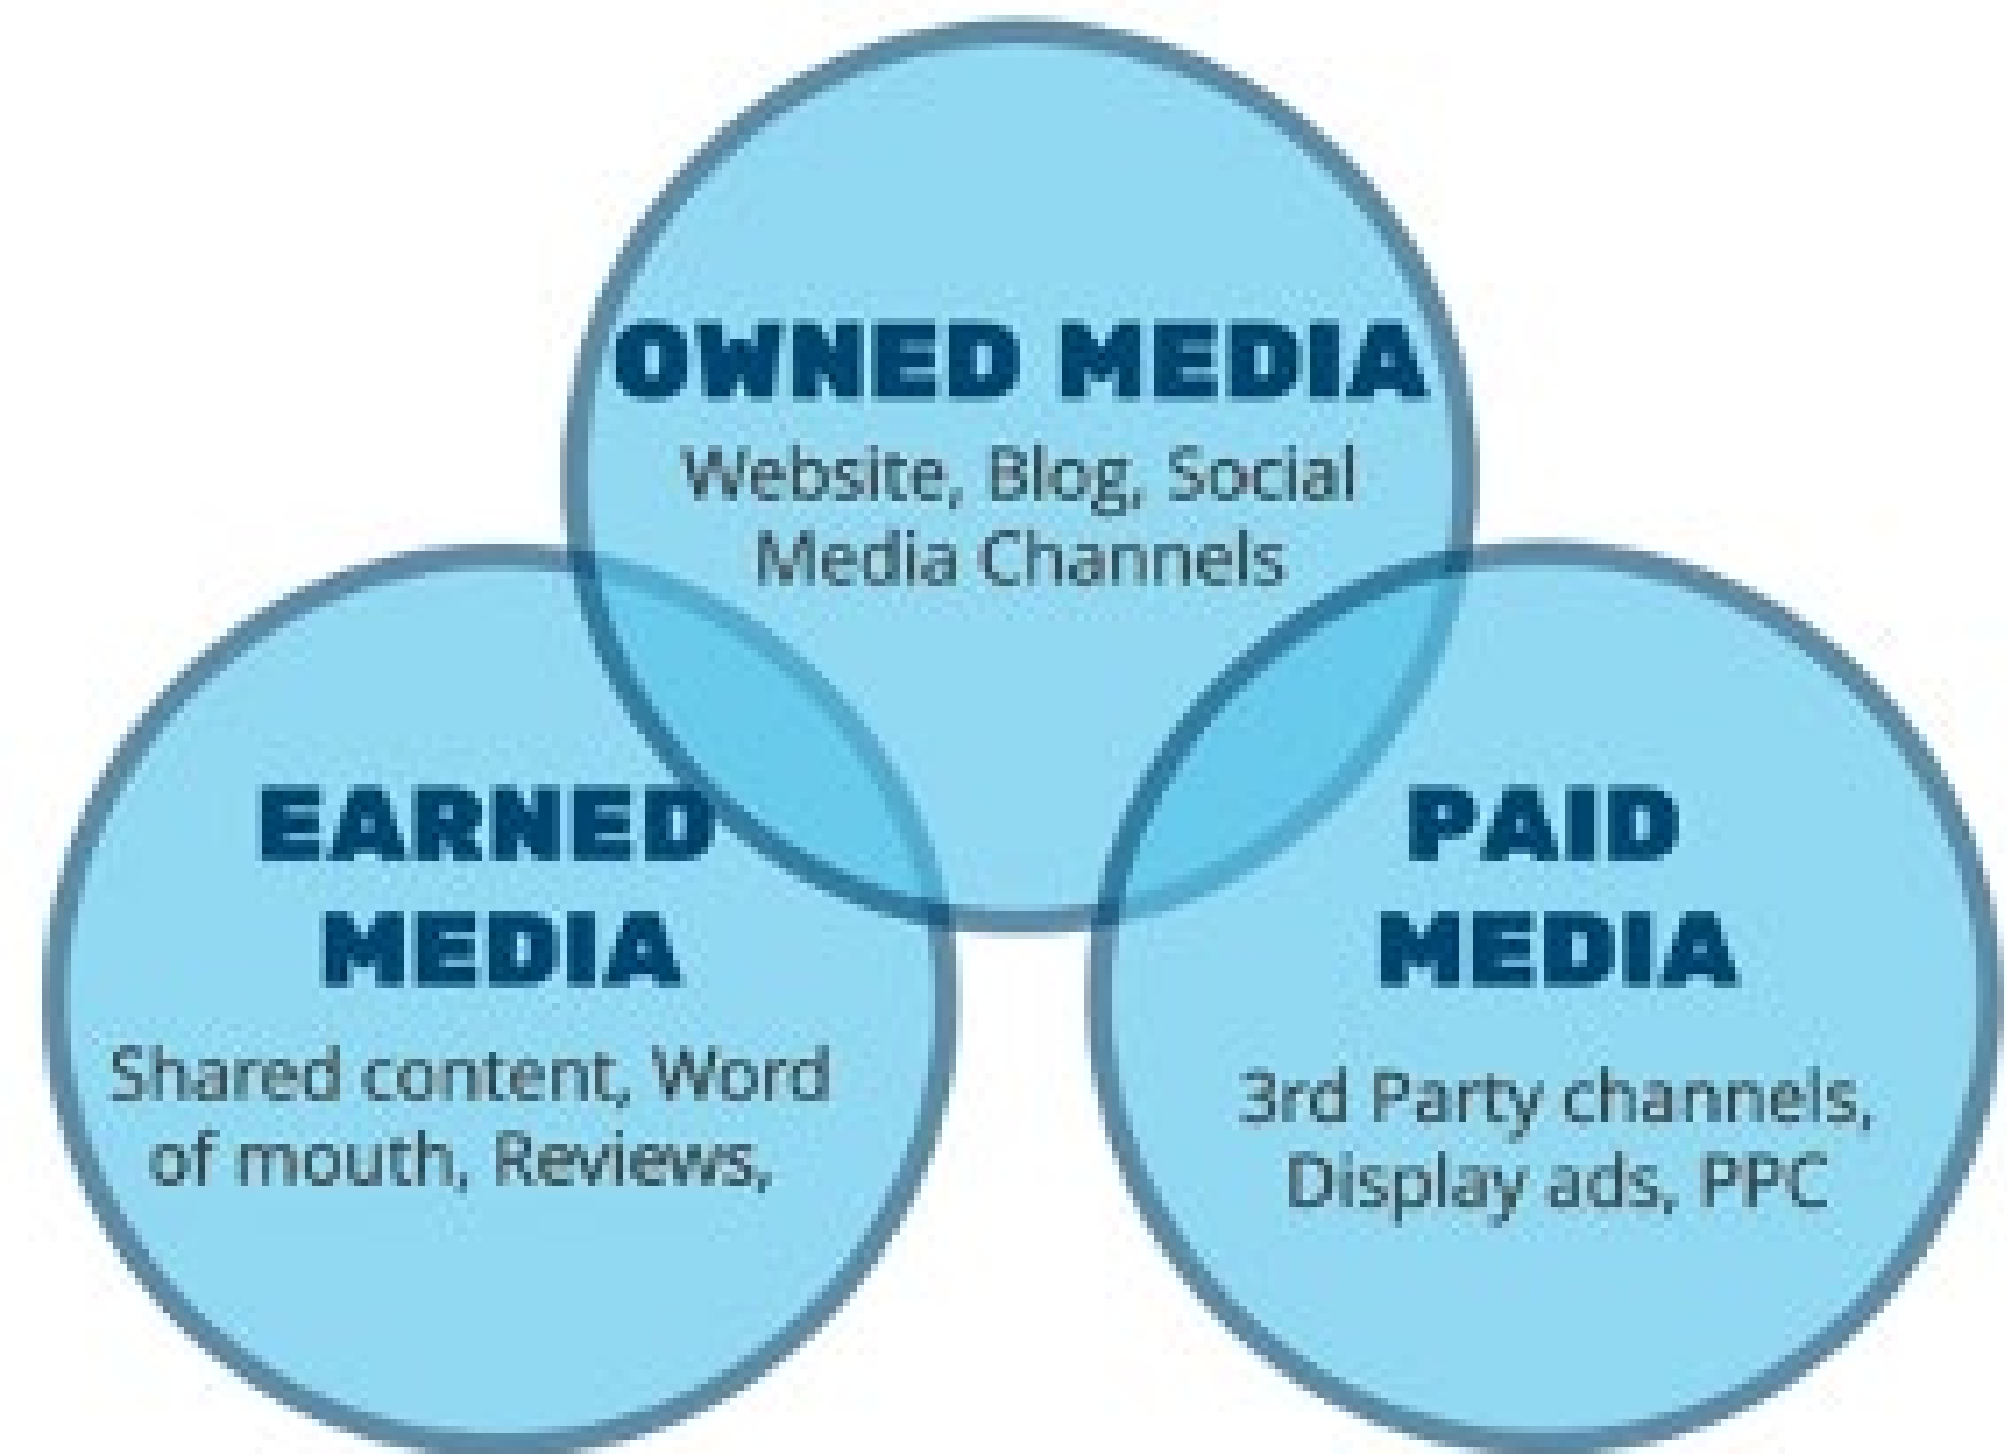 OWNED MEDIA
Website, Blog, Social
Media Channels
EARNED
MEDIA
Shared content, Word
of mouth, Reviews,
PAID
MEDIA
3rd Party channels,
Display ads, PPC